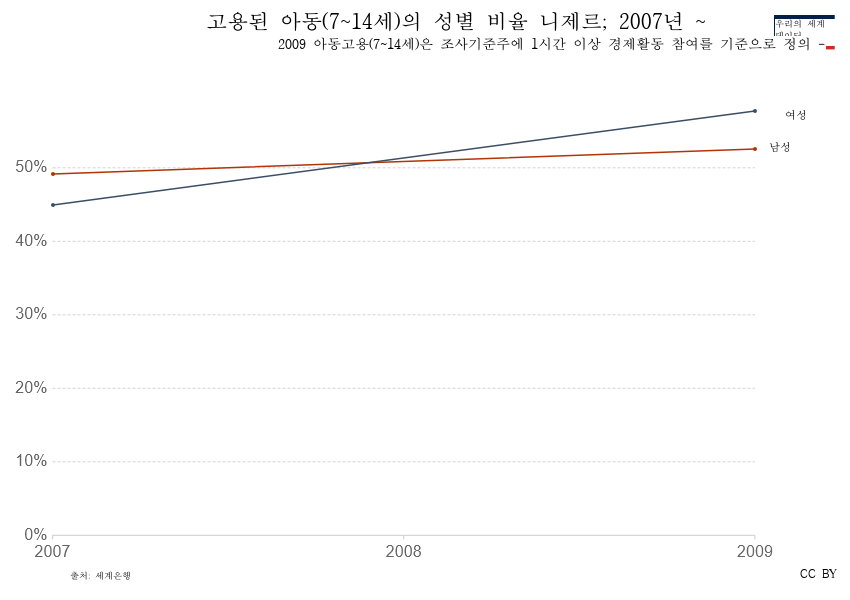 고용된 아동(7~14세)의 성별 비율 니제르; 2007년 ~
우리의 세계
데이터
2009 아동고용(7~14세)은 조사기준주에 1시간 이상 경제활동 참여를 기준으로 정의 -
여성
남성
50%
40%
30%
20%
10%
0%
2007 2008 2009
출처: 세계은행
CC BY